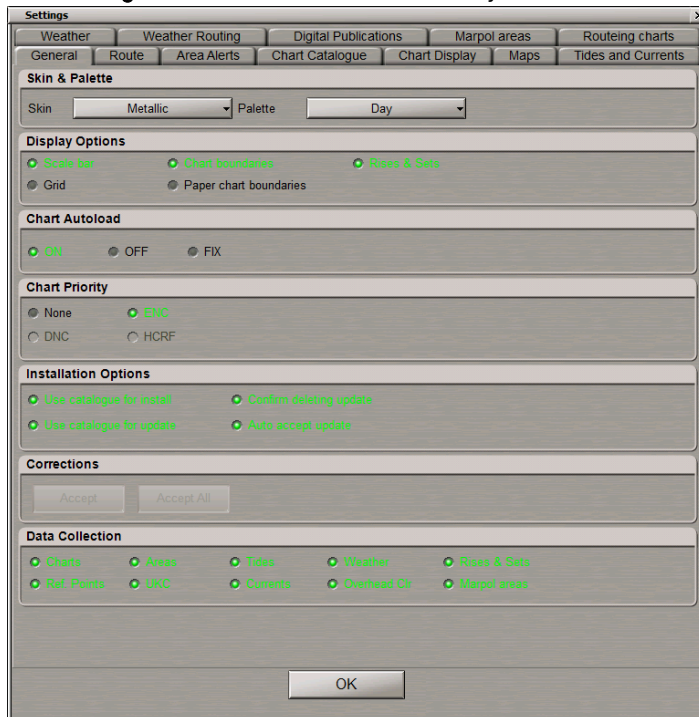 Settings
Weather Weather Routing Digital Publications Marpol areas Routeing charts
General Route Area Alerts Chart Catalogue Chart Display Maps Tides and Currents
Skin & Palette
Skin Metallic Palette Day
Display Options
Scale bar Chart boundaries Rises & Sets
Grid Paper chart boundaries
Chart Autoload
ON OFF FIX
Chart Priority
None ENC
DNC HCRF
Installation Options
Use catalogue for install Confirm deleting update
Use catalogue for update Auto accept update
Corrections
Accept Accept All
Data Collection
Charts Areas Tides Weather Rises & Sets
Ref. Points UKC Currents Overhead Cl. Marpol areas
OK